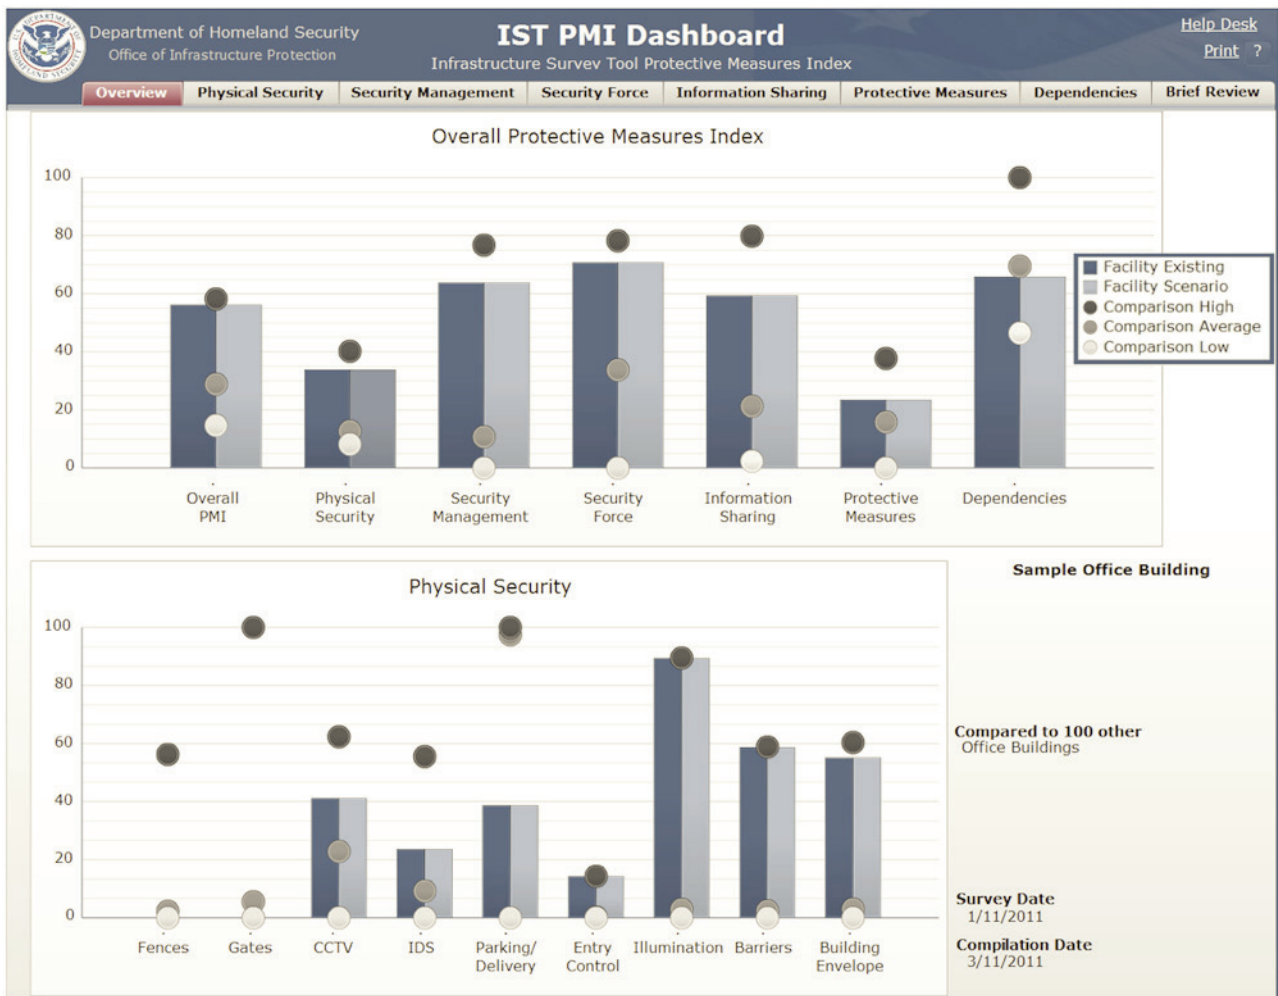 Department of Homeland Security
Office of Infrastructure Protection
IST PMI Dashboard
Infrastructure Survey Tool Protective Measures Index
Help Desk
Print ?
Overview Physical Security Security Management Security Force Information Sharing Protective Measures Dependencies Brief Review
Overall Protective Measures Index
100
80
60
40
20
0
Facility Existing
Facility Scenario
Comparison High
Comparison Average
Comparison Low
Overall PMI
Physical Security
Security Management
Security Force
Information Sharing
Protective Measures
Dependencies
Physical Security
100
80
60
40
20
0
Fences
Gates
CCTV
IDS
Parking/
Delivery
Entry
Control
Illumination
Barriers
Building
Envelope
Sample Office Building
Compared to 100 other
Office Buildings
Survey Date
1/11/2011
Compilation Date
3/11/2011